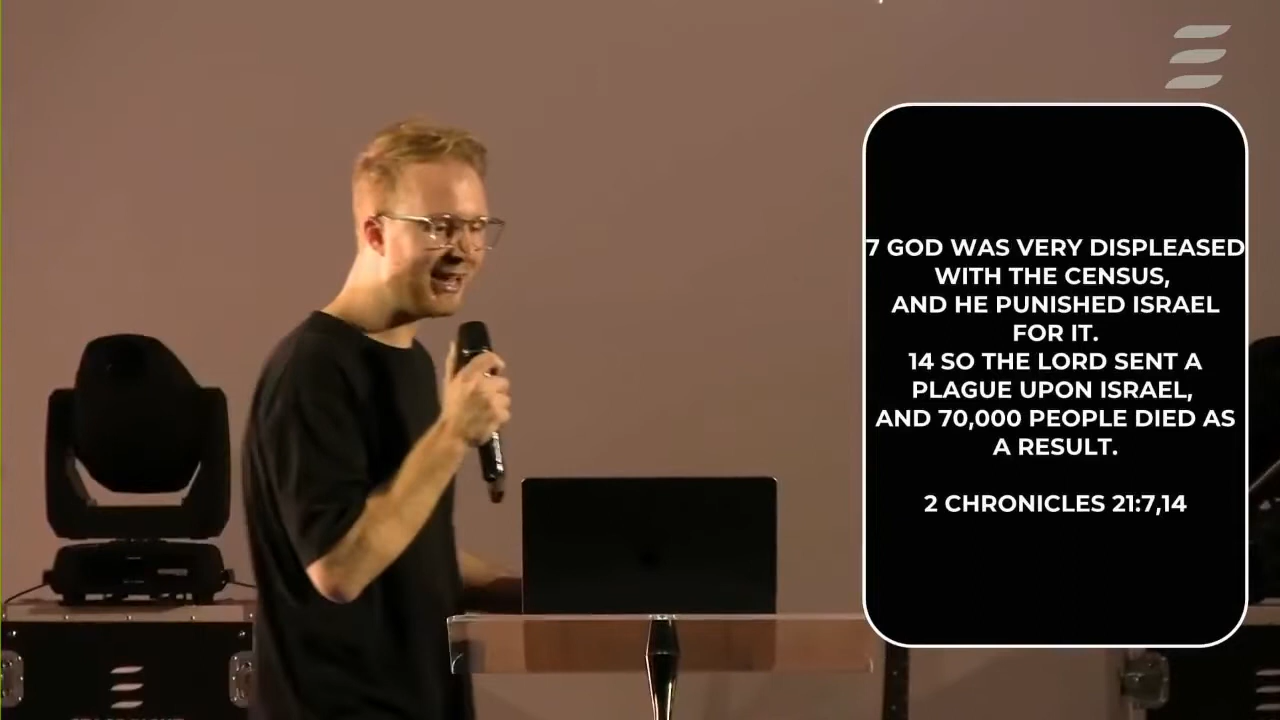 7 GOD WAS VERY DISPLEASED
WITH THE CENSUS,
AND HE PUNISHED ISRAEL
FOR IT.
14 SO THE LORD SENT A
PLAGUE UPON ISRAEL,
AND 70,000 PEOPLE DIED AS
A RESULT.
2 CHRONICLES 21:7,14